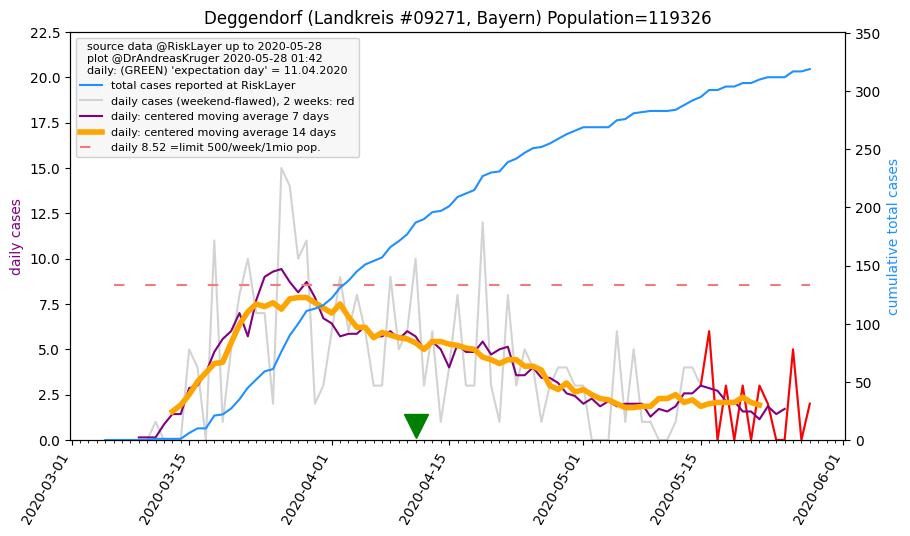 Deggendorf (Landkreis #09271, Bayern) Population=119326
source data @RiskLayer up to 2020-05-28
plot @DrAndreasKruger 2020-05-28 01:42
daily: (GREEN) 'expectation day' = 11.04.2020
total cases reported at RiskLayer
daily cases (weekend-flawed), 2 weeks: red
daily: centered moving average 7 days
daily: centered moving average 14 days
daily 8.52 =limit 500/week/1mio pop.
daily cases
22.5
20.0
17.5
15.0
12.5
10.0
7.5
5.0
2.5
0.0
cumulative total cases
350
300
250
200
150
100
50
0
2020-03-01
2020-03-15
2020-04-01
2020-04-15
2020-05-01
2020-05-15
2020-06-01